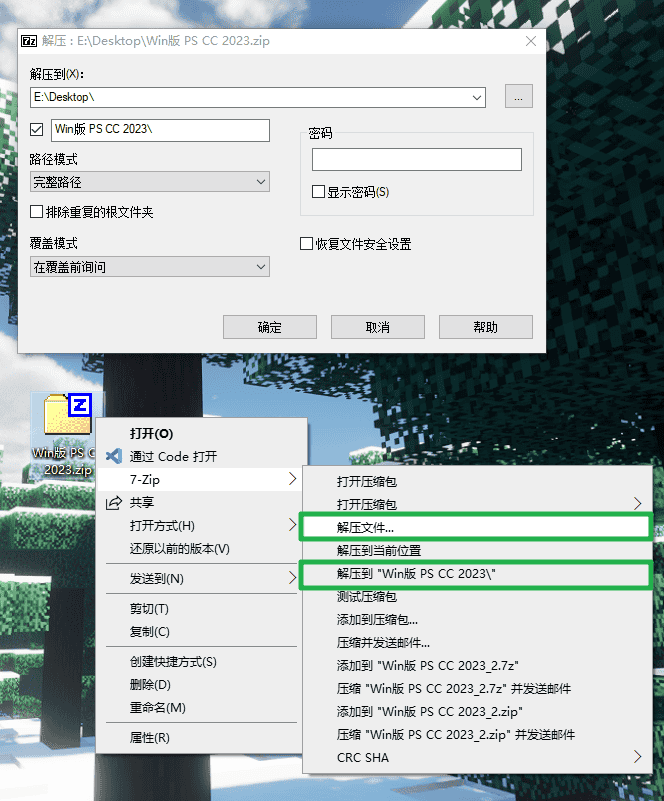 7z 解压 : E:\Desktop\Win版 PS CC 2023.zip
解压到(X):
E:\Desktop\
...
Win版 PS CC 2023\
密码
路径模式
完整路径
显示密码(S)
排除重复的根文件夹
覆盖模式
恢复文件安全设置
在覆盖前询问
确定
取消
帮助
Z
Win版 PS C
2023.zip
打开(O)
通过 Code 打开
7-Zip
共享
打开方式(H)
还原以前的版本(V)
发送到(N)
剪切(T)
复制(C)
创建快捷方式(S)
删除(D)
重命名(M)
属性(R)
打开压缩包
打开压缩包
解压文件...
解压到当前位置
解压到 "Win版 PS CC 2023\"
测试压缩包
添加到压缩包...
压缩并发送邮件...
添加到 "Win版 PS CC 2023_2.7z"
压缩 "Win版 PS CC 2023_2.7z" 并发送邮件
添加到 "Win版 PS CC 2023_2.zip"
压缩 "Win版 PS CC 2023_2.zip" 并发送邮件
CRC SHA